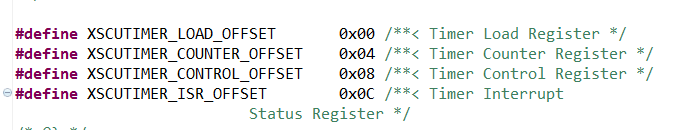 #define XSCUTIMER_LOAD_OFFSET 0x00 /**< Timer Load Register */
#define XSCUTIMER_COUNTER_OFFSET 0x04 /**< Timer Counter Register */
#define XSCUTIMER_CONTROL_OFFSET 0x08 /**< Timer Control Register */
#define XSCUTIMER_ISR_OFFSET 0x0C /**< Timer Interrupt
Status Register */